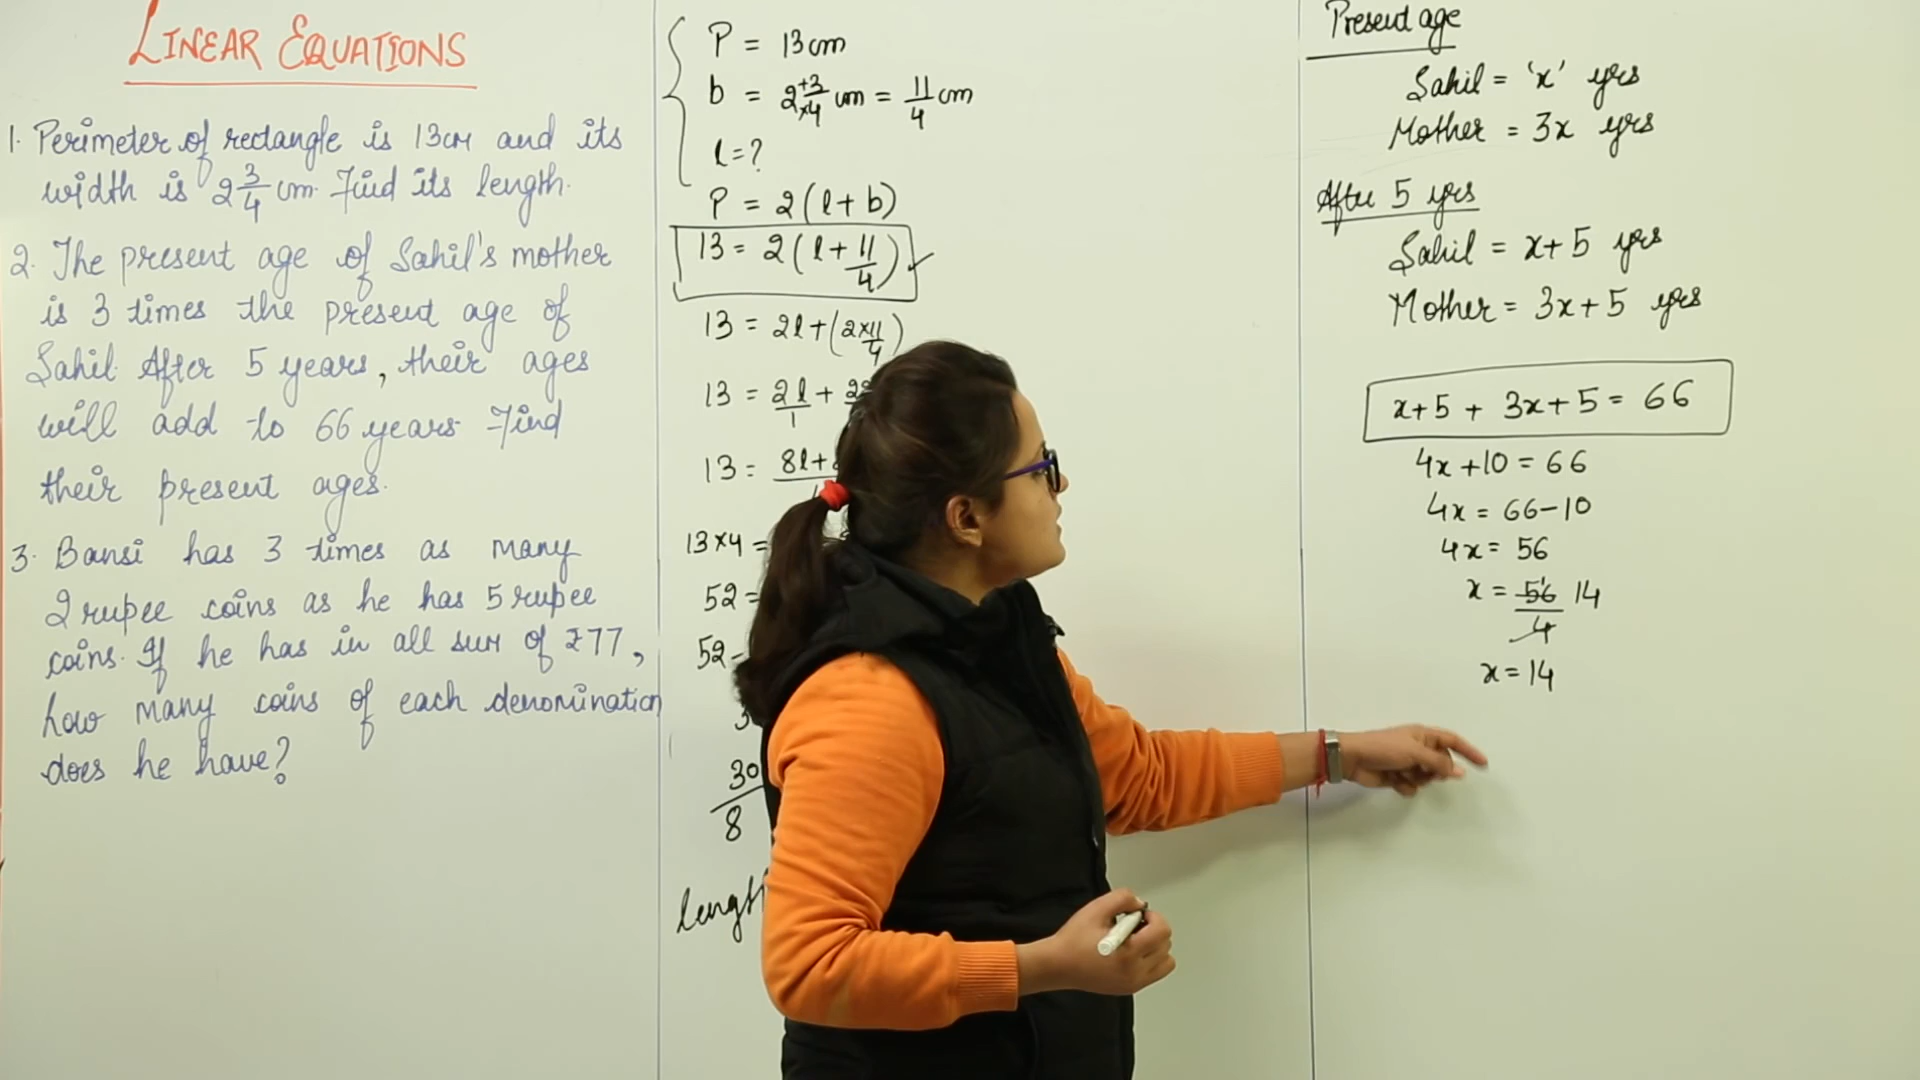 LINEAR EQUATIONS
1. Perimeter of rectangle is 13cm and its
width is 2 3/4 cm. Find its length.
2. The present age of Sahil's mother
is 3 times the present age of
Sahil. After 5 years, their ages
will add to 66 years. Find
their present ages.
3. Bansi has 3 times as many
2 rupee coins as he has 5 rupee
coins. If he has in all sum of ₹77,
how many coins of each denomination
does he have?
P = 13cm
b = 2 +3/×4 cm = 11/4 cm
l = ?
P = 2(l + b)
13 = 2(l + 11/4) ✓
13 = 2l + (2×11/4)
13 = 2l/1 +
13 = 8l +
13×4 =
52 =
52 -
30
8
Present age
Sahil = 'x' yrs
Mother = 3x yrs
After 5 yrs
Sahil = x+5 yrs
Mother = 3x+5 yrs
x+5 + 3x+5 = 66
4x+10 = 66
4x = 66-10
4x = 56
x = 56/4 14
x = 14